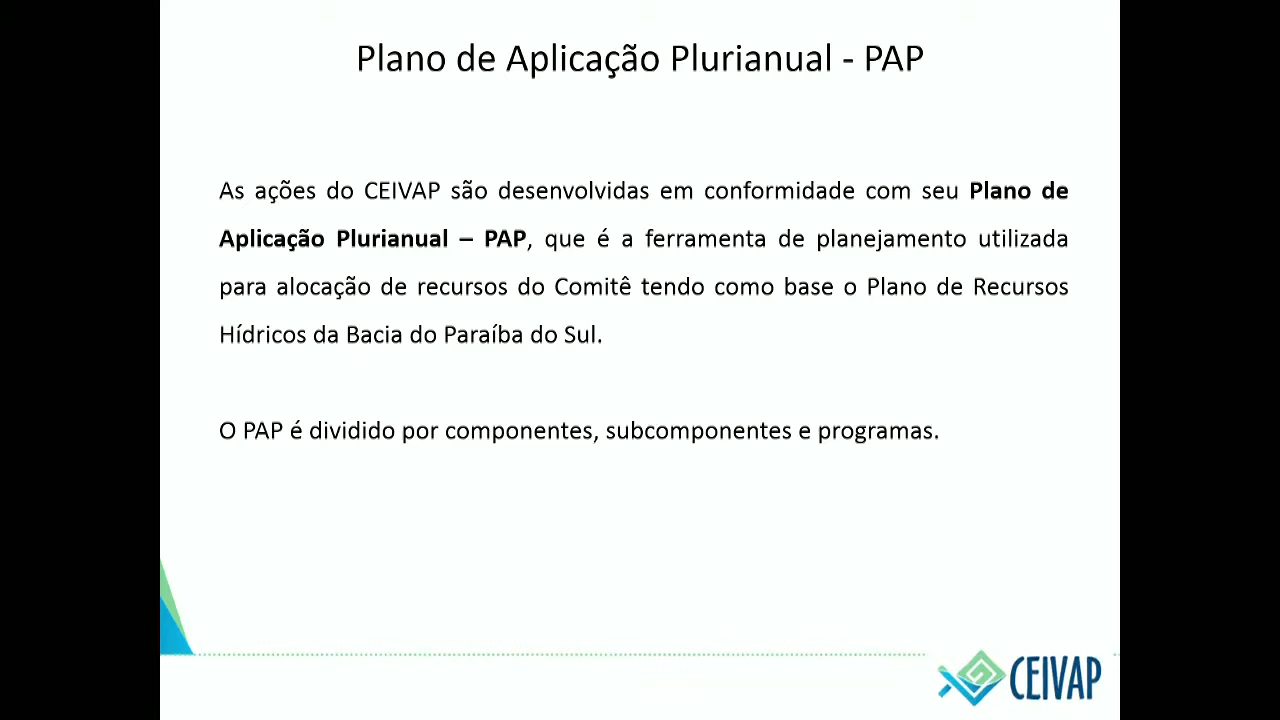 Plano de Aplicação Plurianual - PAP
As ações do CEIVAP são desenvolvidas em conformidade com seu Plano de
Aplicação Plurianual – PAP, que é a ferramenta de planejamento utilizada
para alocação de recursos do Comitê tendo como base o Plano de Recursos
Hídricos da Bacia do Paraíba do Sul.
O PAP é dividido por componentes, subcomponentes e programas.
CEIVAP